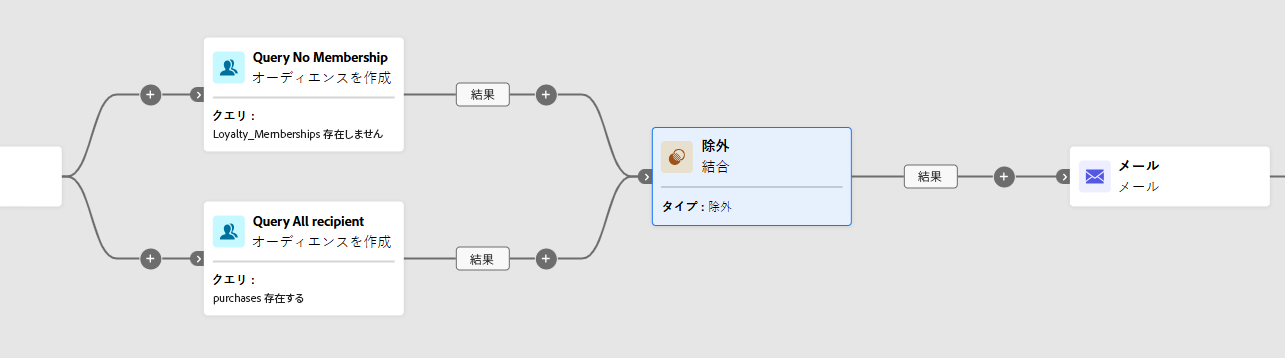 Query No Membership
オーディエンスを作成
クエリ：
Loyalty_Memberships 存在しません
結果
Query All recipient
オーディエンスを作成
クエリ：
purchases 存在する
結果
除外
結合
タイプ：除外
結果
メール
メール